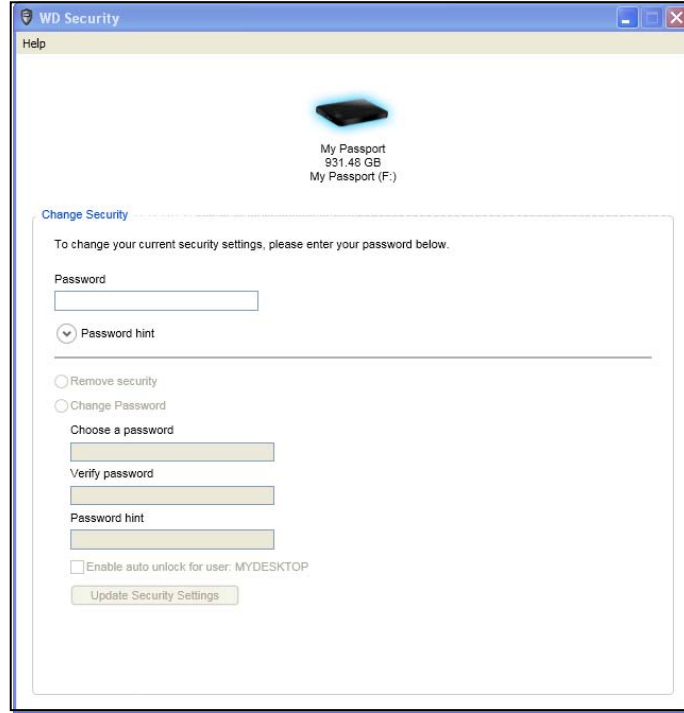 WD Security
Help
My Passport
931.48 GB
My Passport (F:)
Change Security
To change your current security settings, please enter your password below.
Password
Password hint
Remove security
Change Password
Choose a password
Verify password
Password hint
Enable auto unlock for user: MYDESKTOP
Update Security Settings